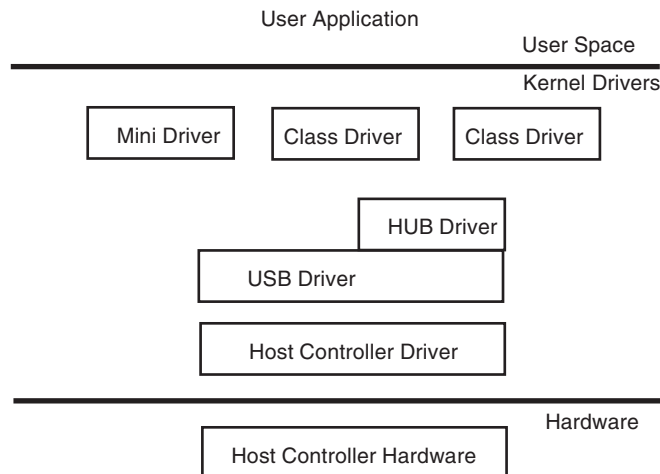 User Application
User Space
Kernel Drivers
Mini Driver
Class Driver
Class Driver
HUB Driver
USB Driver
Host Controller Driver
Hardware
Host Controller Hardware